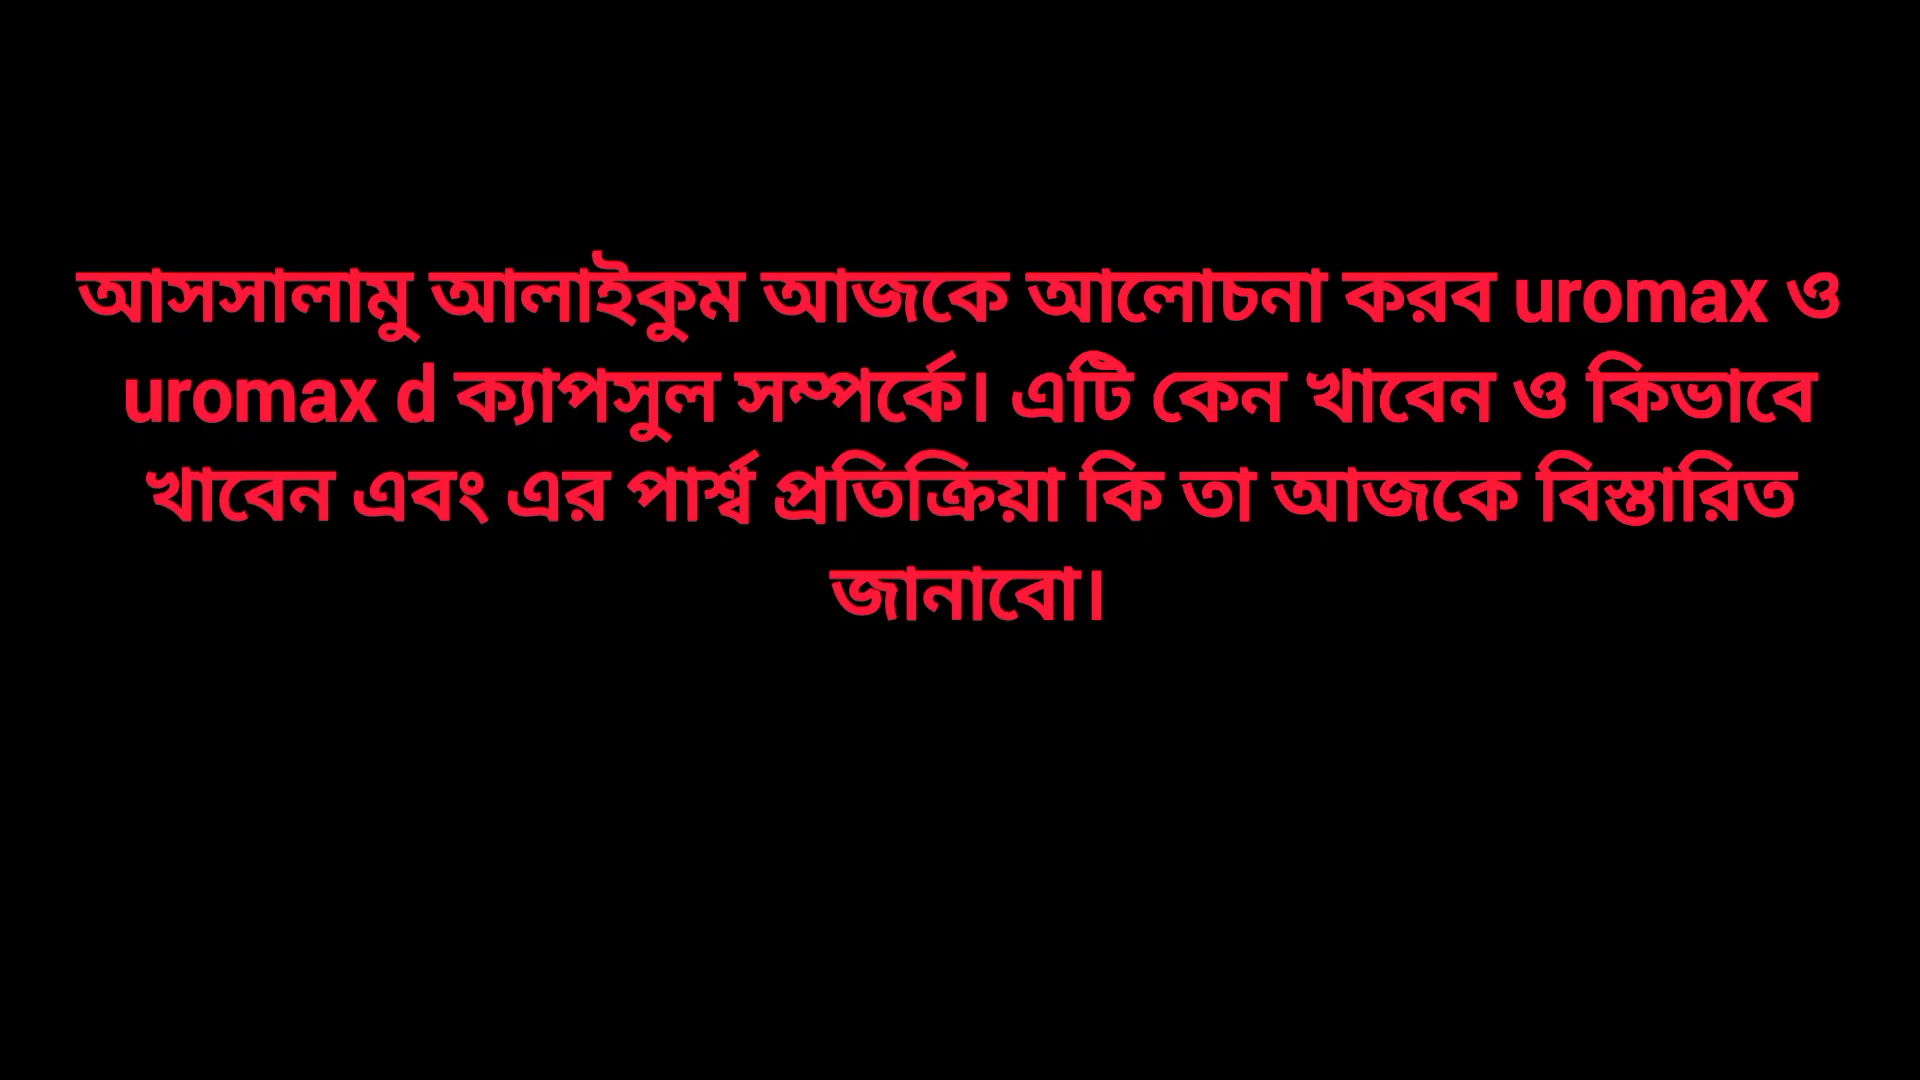 আসসালামু আলাইকুম আজকে আলোচনা করব uromax ও
uromax d ক্যাপসুল সম্পর্কে। এটি কেন খাবেন ও কিভাবে
খাবেন এবং এর পার্শ্ব প্রতিক্রিয়া কি তা আজকে বিস্তারিত
জানাবো।